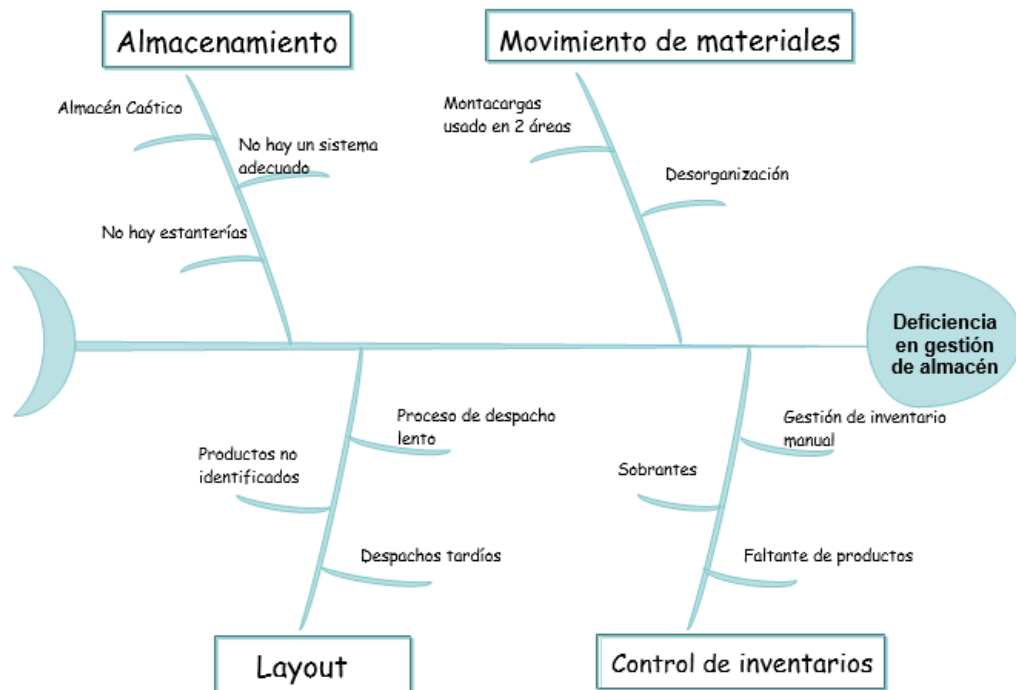 Almacenamiento
Movimiento de materiales
Almacén Caótico
No hay un sistema
adecuado
No hay estanterías
Montacargas
usado en 2 áreas
Desorganización
Deficiencia
en gestión
de almacén
Proceso de despacho
lento
Productos no
identificados
Despachos tardíos
Gestión de inventario
manual
Sobrantes
Faltante de productos
Layout
Control de inventarios